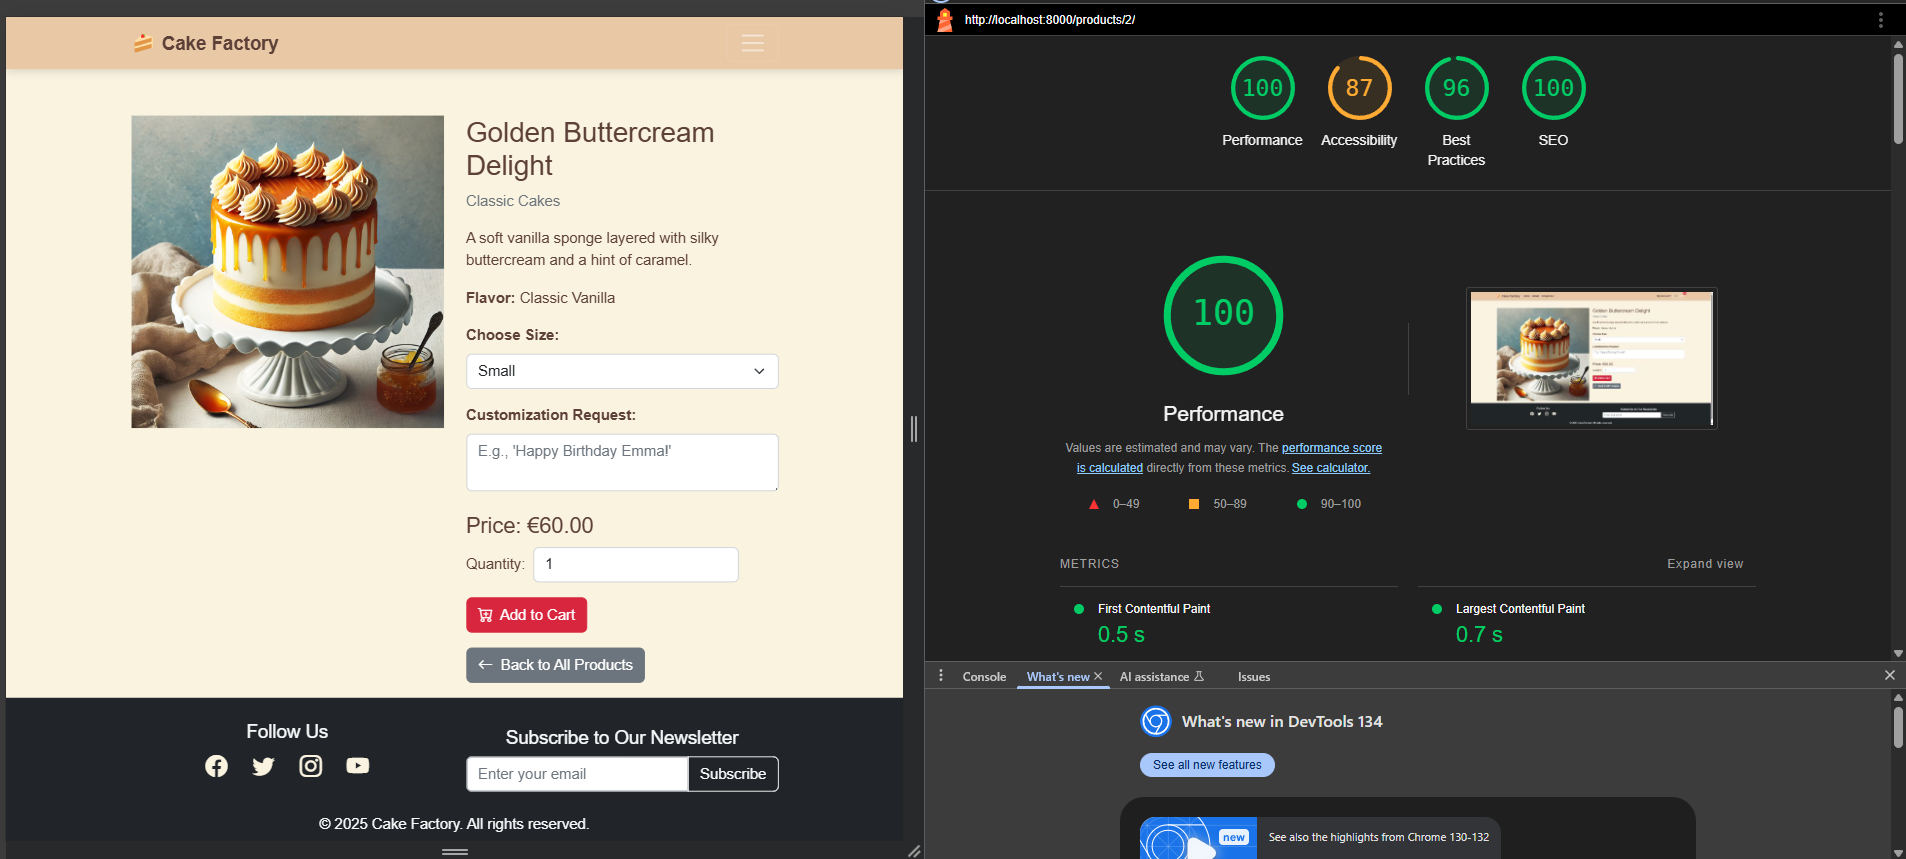 Cake Factory
Golden Buttercream
Delight
Classic Cakes
A soft vanilla sponge layered with silky
buttercream and a hint of caramel.
Flavor: Classic Vanilla
Choose Size:
Small
Customization Request:
E.g., 'Happy Birthday Emma!'
Price: €60.00
Quantity: 1
Add to Cart
Back to All Products
Follow Us
Subscribe to Our Newsletter
Enter your email
Subscribe
© 2025 Cake Factory. All rights reserved.
http://localhost:8000/products/2/
100 87 96 100
Performance Accessibility Best SEO
Practices
100
Performance
Values are estimated and may vary. The performance score
is calculated directly from these metrics. See calculator.
0–49 50–89 90–100
Golden Buttercream Delight
METRICS Expand view
First Contentful Paint
0.5 s
Largest Contentful Paint
0.7 s
Console What's new AI assistance Issues
What's new in DevTools 134
See all new features
new
See also the highlights from Chrome 130-132